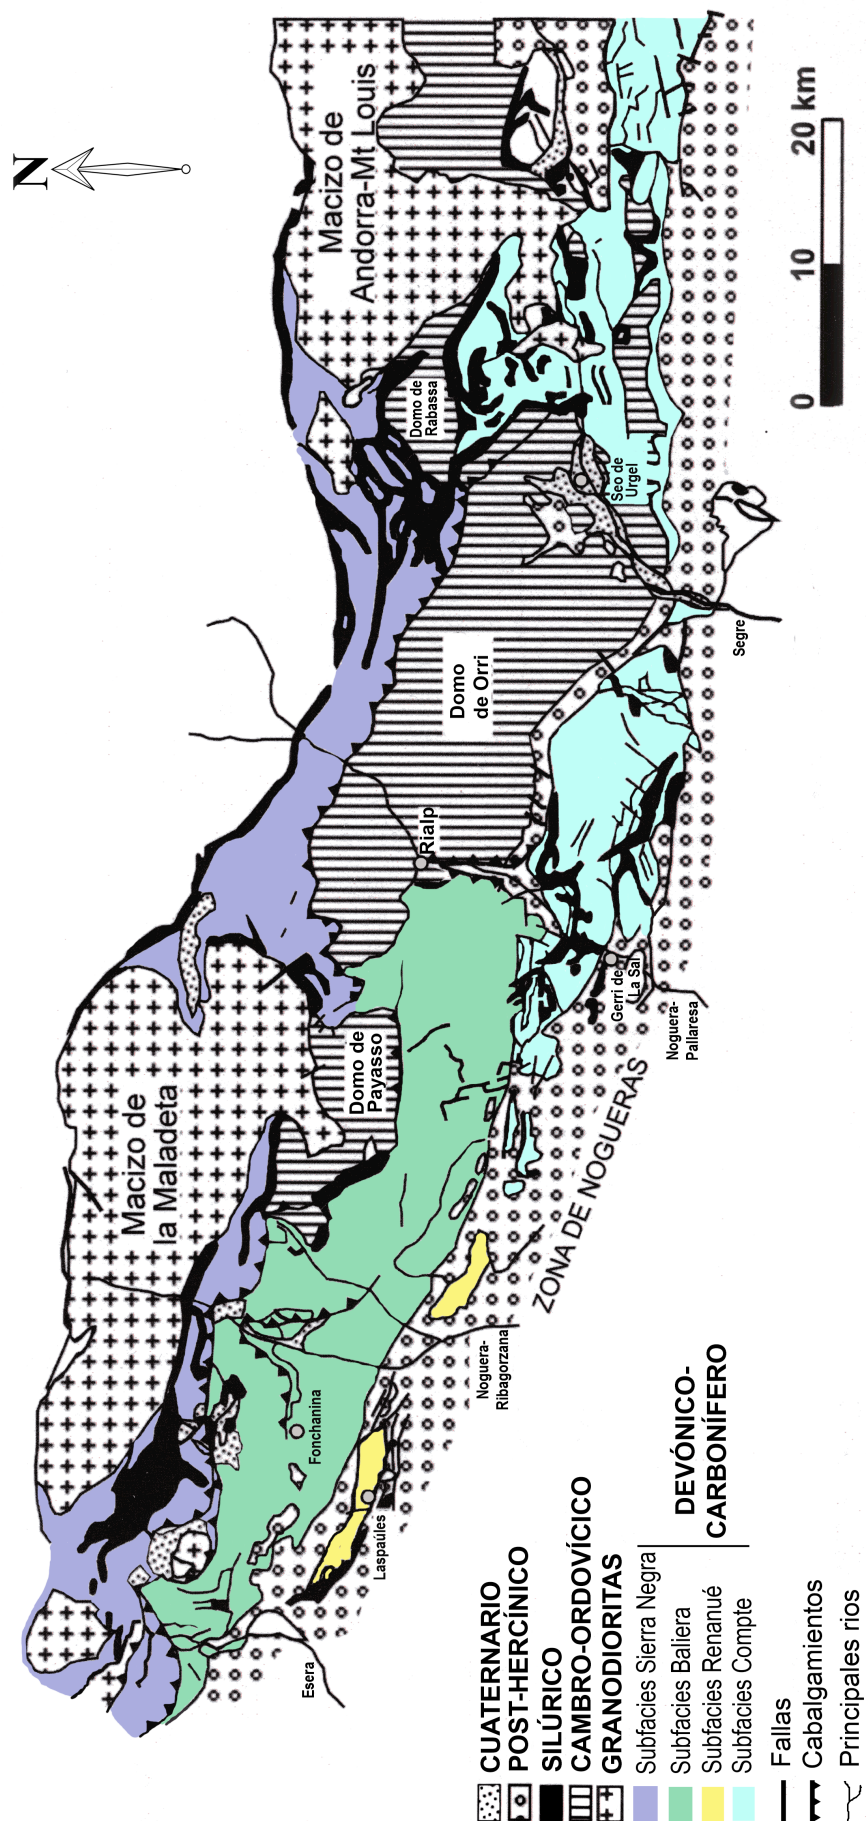 N
Macizo de
Andorra-Mt Louis
0 10 20 km
Domo de
Rabassa
Seo de
Urgel
Segre
Domo
de Orri
Rialp
Gerri de
La Sal
Noguera-
Pallaresa
Macizo de
la Maladeta
Domo de
Payasso
ZONA DE NOGUERAS
Noguera-
Ribagorzana
Fonchanina
Laspaúles
Esera
CUATERNARIO
POST-HERCÍNICO
SILÚRICO
CAMBRO-ORDOVÍCICO
GRANODIORITAS
Subfacies Sierra Negra
Subfacies Baliera
Subfacies Renanué
Subfacies Compte
DEVÓNICO-
CARBONÍFERO
Fallas
Cabalgamientos
Principales rios